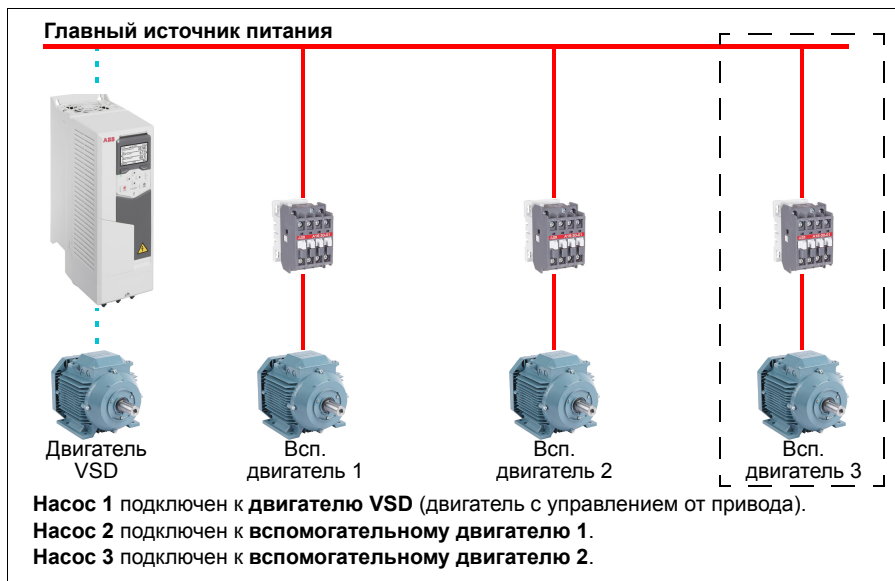 Главный источник питания
ABB
Двигатель
VSD
Всп.
двигатель 1
Всп.
двигатель 2
Всп.
двигатель 3
Насос 1 подключен к двигателю VSD (двигатель с управлением от привода).
Насос 2 подключен к вспомогательному двигателю 1.
Насос 3 подключен к вспомогательному двигателю 2.